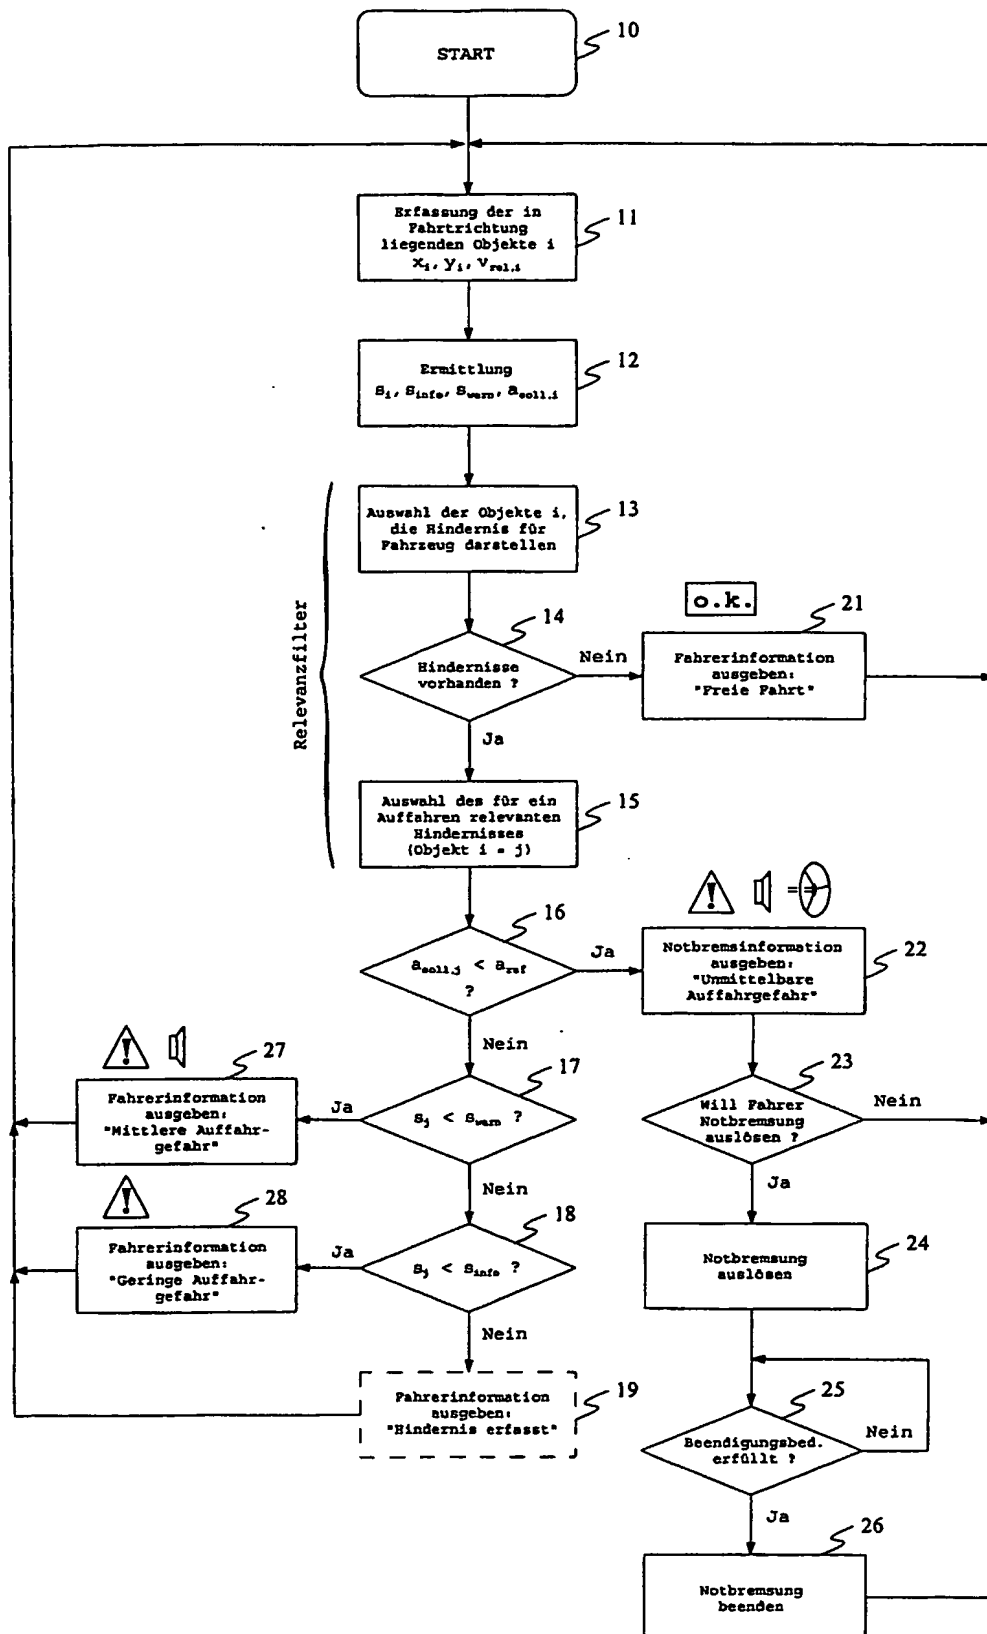 START
10
Erfassung der in
Fahrtrichtung
liegenden Objekte i
x_i, y_i, v_rel,i
11
Ermittlung
s_i, s_info, s_warn, a_soll,i
12
Relevanzfilter
Auswahl der Objekte i,
die Hindernis für
Fahrzeug darstellen
13
Hindernisse
vorhanden ?
14
Nein
Ja
o.k.
Fahrerinformation
ausgeben:
"Freie Fahrt"
21
Auswahl des für ein
Auffahren relevanten
Hindernisses
(Objekt i = j)
15
a_soll,j < a_ref
?
16
Ja
Nein
Notbremsinformation
ausgeben:
"Unmittelbare
Auffahrgefahr"
22
s_j < s_warn ?
17
Ja
Nein
Fahrerinformation
ausgeben:
"Mittlere Auffahr-
gefahr"
27
Will Fahrer
Notbremsung
auslösen ?
23
Nein
Ja
s_j < s_info ?
18
Ja
Nein
Fahrerinformation
ausgeben:
"Geringe Auffahr-
gefahr"
28
Notbremsung
auslösen
24
Fahrerinformation
ausgeben:
"Hindernis erfasst"
19
Beendigungsbed.
erfüllt ?
25
Nein
Ja
Notbremsung
beenden
26